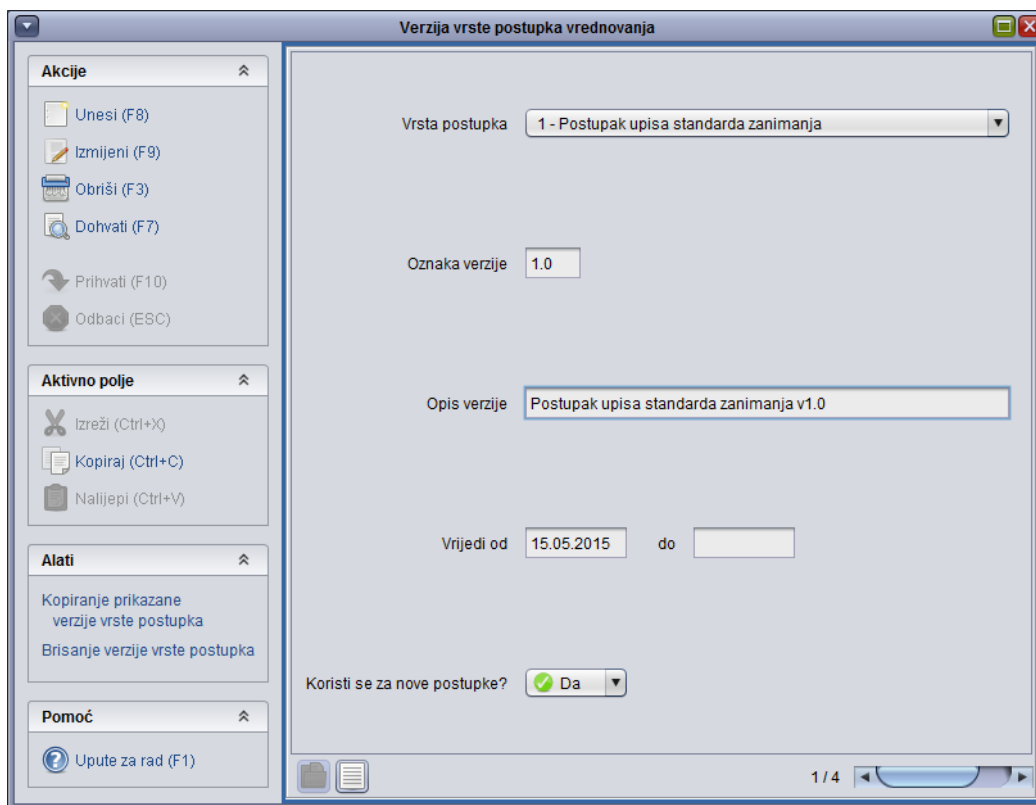 Verzija vrste postupka vrednovanja
Akcije
Unesi (F8)
Izmijeni (F9)
Obriši (F3)
Dohvati (F7)
Prihvati (F10)
Odbaci (ESC)
Aktivno polje
Izreži (Ctrl+X)
Kopiraj (Ctrl+C)
Nalijepi (Ctrl+V)
Alati
Kopiranje prikazane
verzije vrste postupka
Brisanje verzije vrste postupka
Pomoć
Upute za rad (F1)
Vrsta postupka 1 - Postupak upisa standarda zanimanja
Oznaka verzije 1.0
Opis verzije Postupak upisa standarda zanimanja v1.0
Vrijedi od 15.05.2015 do
Koristi se za nove postupke? Da
1 / 4